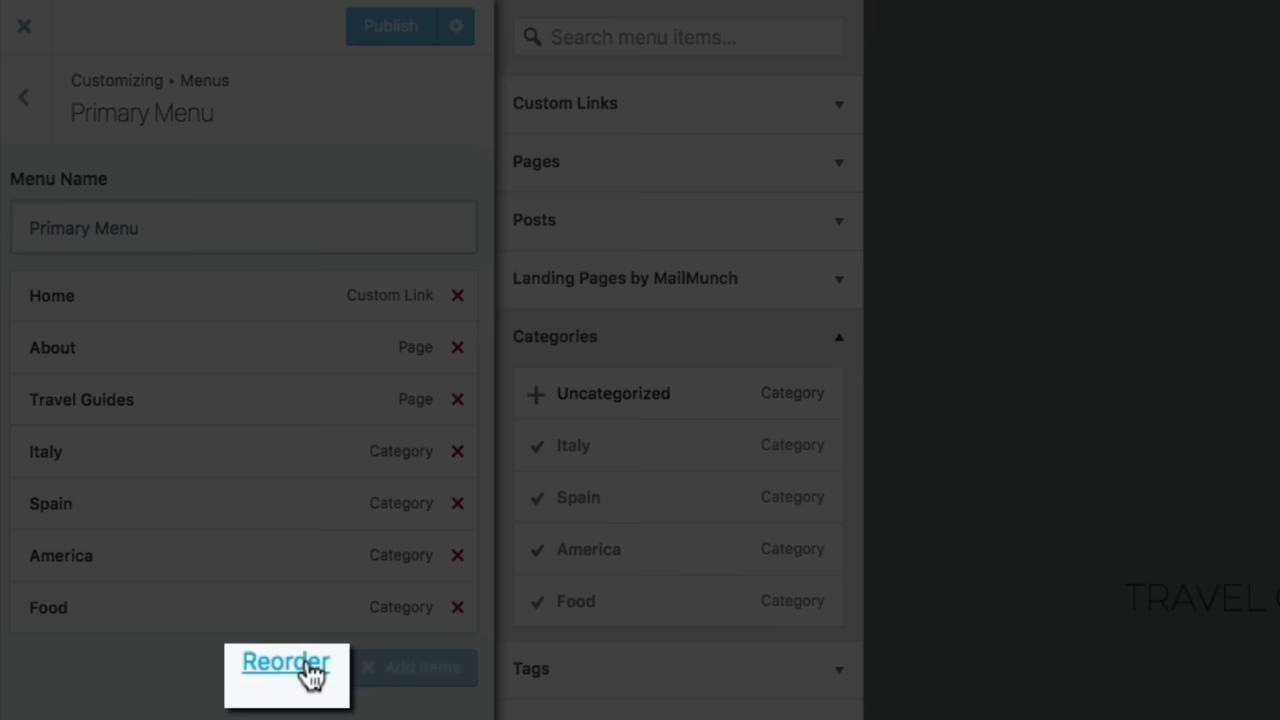 Publish
Customizing ▸ Menus
Primary Menu
Menu Name
Primary Menu
Home Custom Link
About Page
Travel Guides Page
Italy Category
Spain Category
America Category
Food Category
Reorder
Add Items
Search menu items...
Custom Links
Pages
Posts
Landing Pages by MailMunch
Categories
Uncategorized Category
Italy Category
Spain Category
America Category
Food Category
Tags
TRAVEL